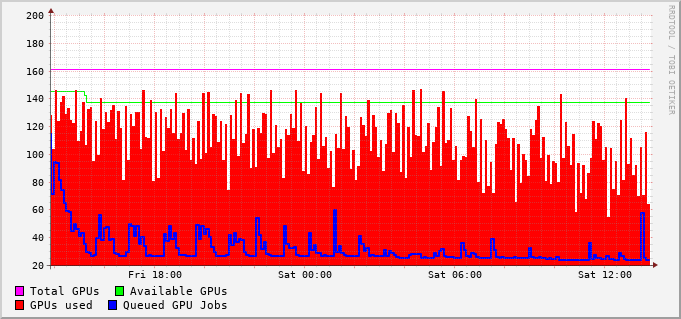 200
180
160
140
120
100
80
60
40
20
Fri 18:00 Sat 00:00 Sat 06:00 Sat 12:00
Total GPUs Available GPUs
GPUs used Queued GPU Jobs
RRDTOOL / TOBI OETIKER